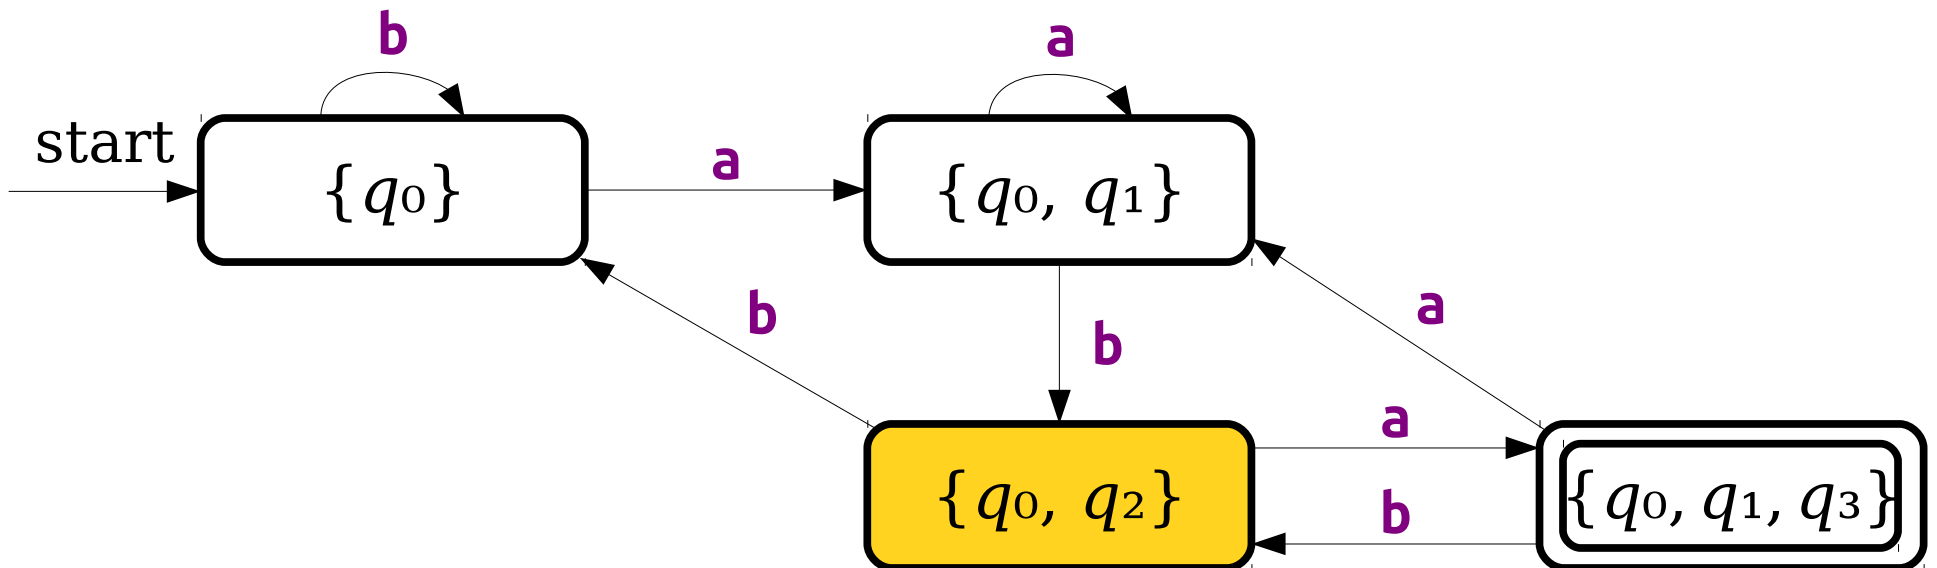 b
a
start
{q₀}
a
{q₀, q₁}
b
b
a
a
{q₀, q₂}
b
{q₀, q₁, q₃}